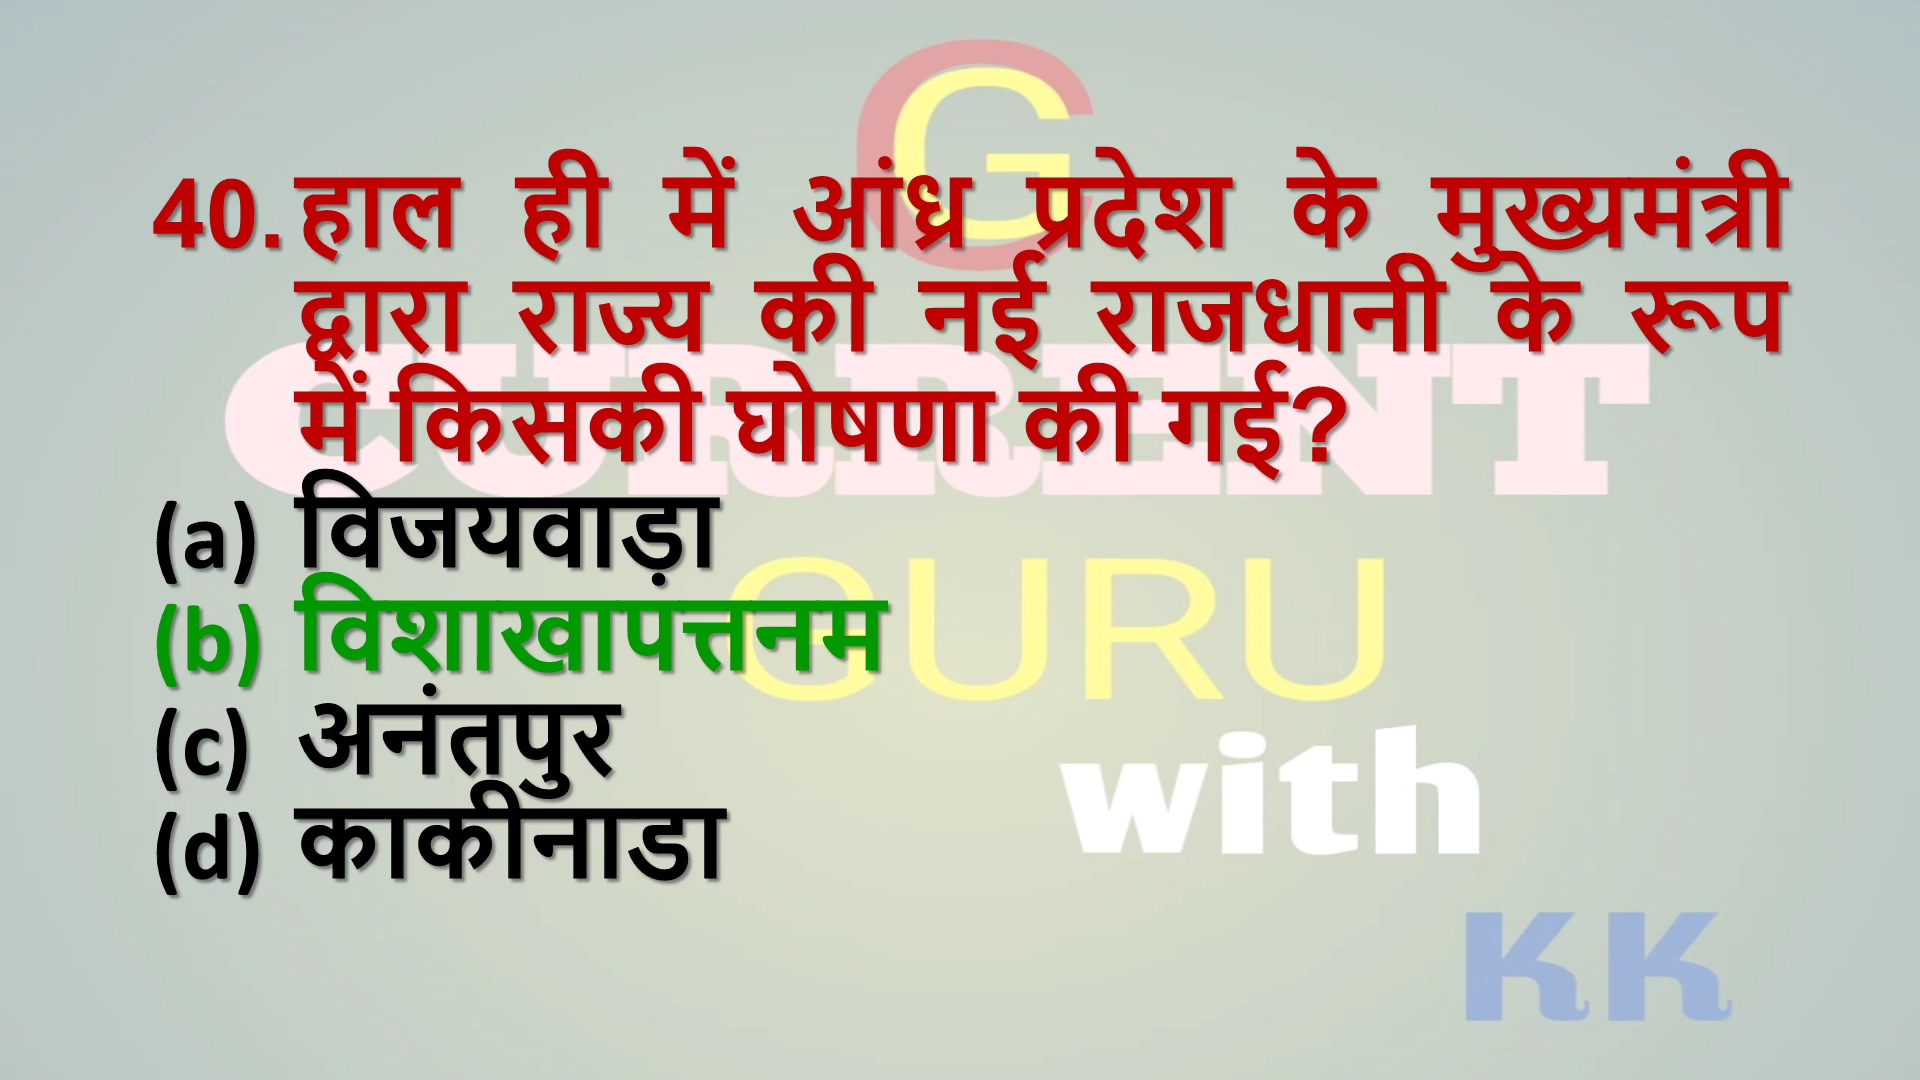 G
40. हाल ही में आंध्र प्रदेश के मुख्यमंत्री
द्वारा राज्य की नई राजधानी के रूप
में किसकी घोषणा की गई?
CURRENT
(a) विजयवाड़ा
(b) विशाखापत्तनम
GURU
(c) अनंतपुर
with
(d) काकीनाडा
KK